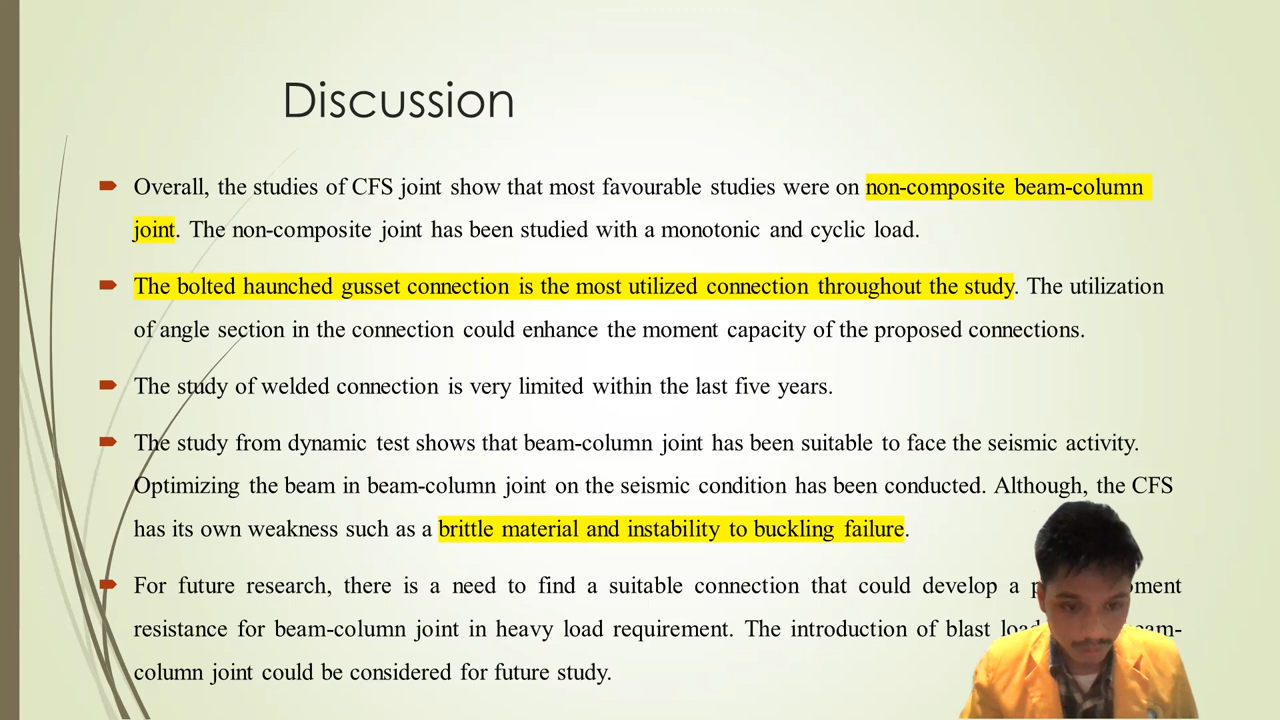 Discussion
Overall, the studies of CFS joint show that most favourable studies were on non-composite beam-column
joint. The non-composite joint has been studied with a monotonic and cyclic load.
The bolted haunched gusset connection is the most utilized connection throughout the study. The utilization
of angle section in the connection could enhance the moment capacity of the proposed connections.
The study of welded connection is very limited within the last five years.
The study from dynamic test shows that beam-column joint has been suitable to face the seismic activity.
Optimizing the beam in beam-column joint on the seismic condition has been conducted. Although, the CFS
has its own weakness such as a brittle material and instability to buckling failure.
For future research, there is a need to find a suitable connection that could develop a
resistance for beam-column joint in heavy load requirement. The introduction of blast
column joint could be considered for future study.